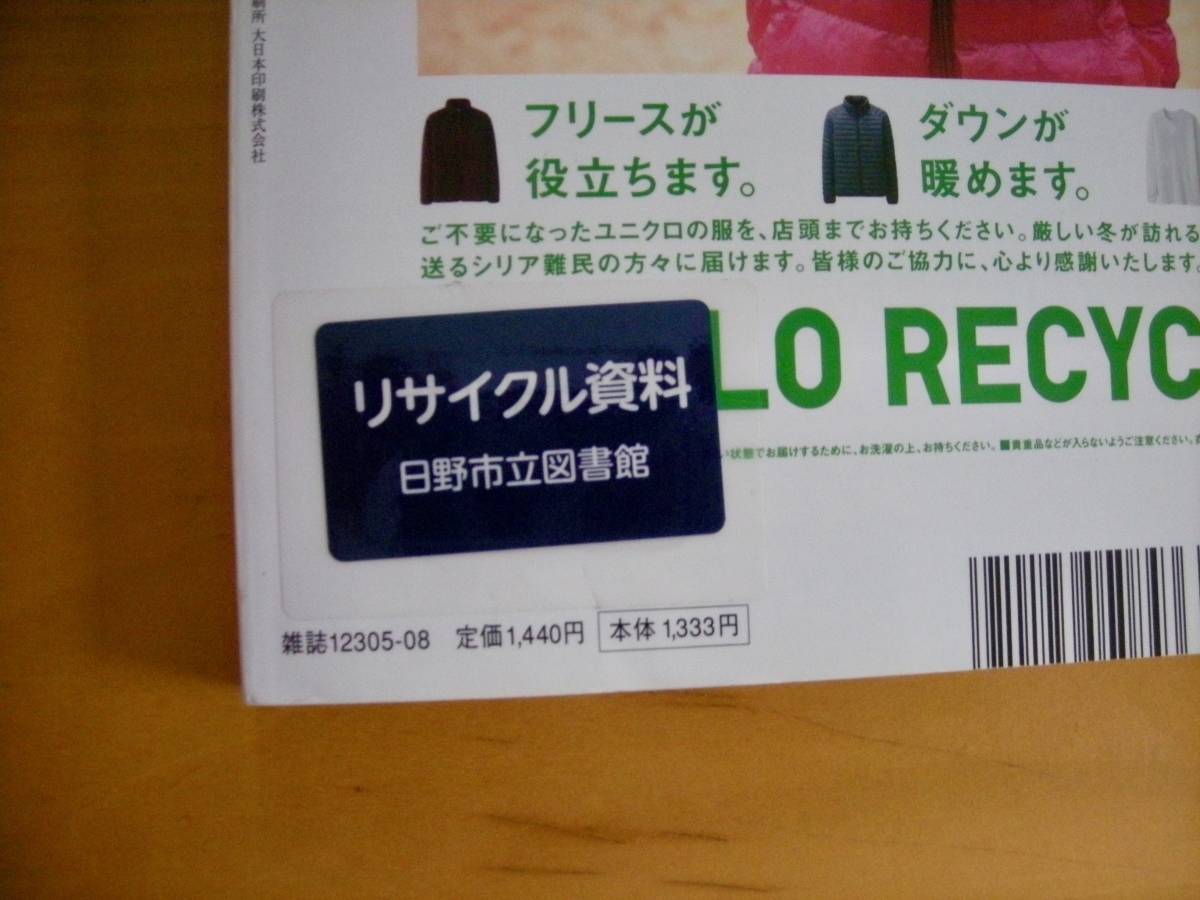 刷所 大日本印刷株式会社
フリースが
役立ちます。
ダウンが
暖めます。
ご不要になったユニクロの服を、店頭までお持ちください。厳しい冬が訪れる
送るシリア難民の方々に届けます。皆様のご協力に、心より感謝いたします。
LO RECYC
リサイクル資料
日野市立図書館
い状態でお届けするために、お洗濯の上、お持ちください。■貴重品などが入らないようご注意ください。
雑誌12305-08 定価1,440円 本体1,333円